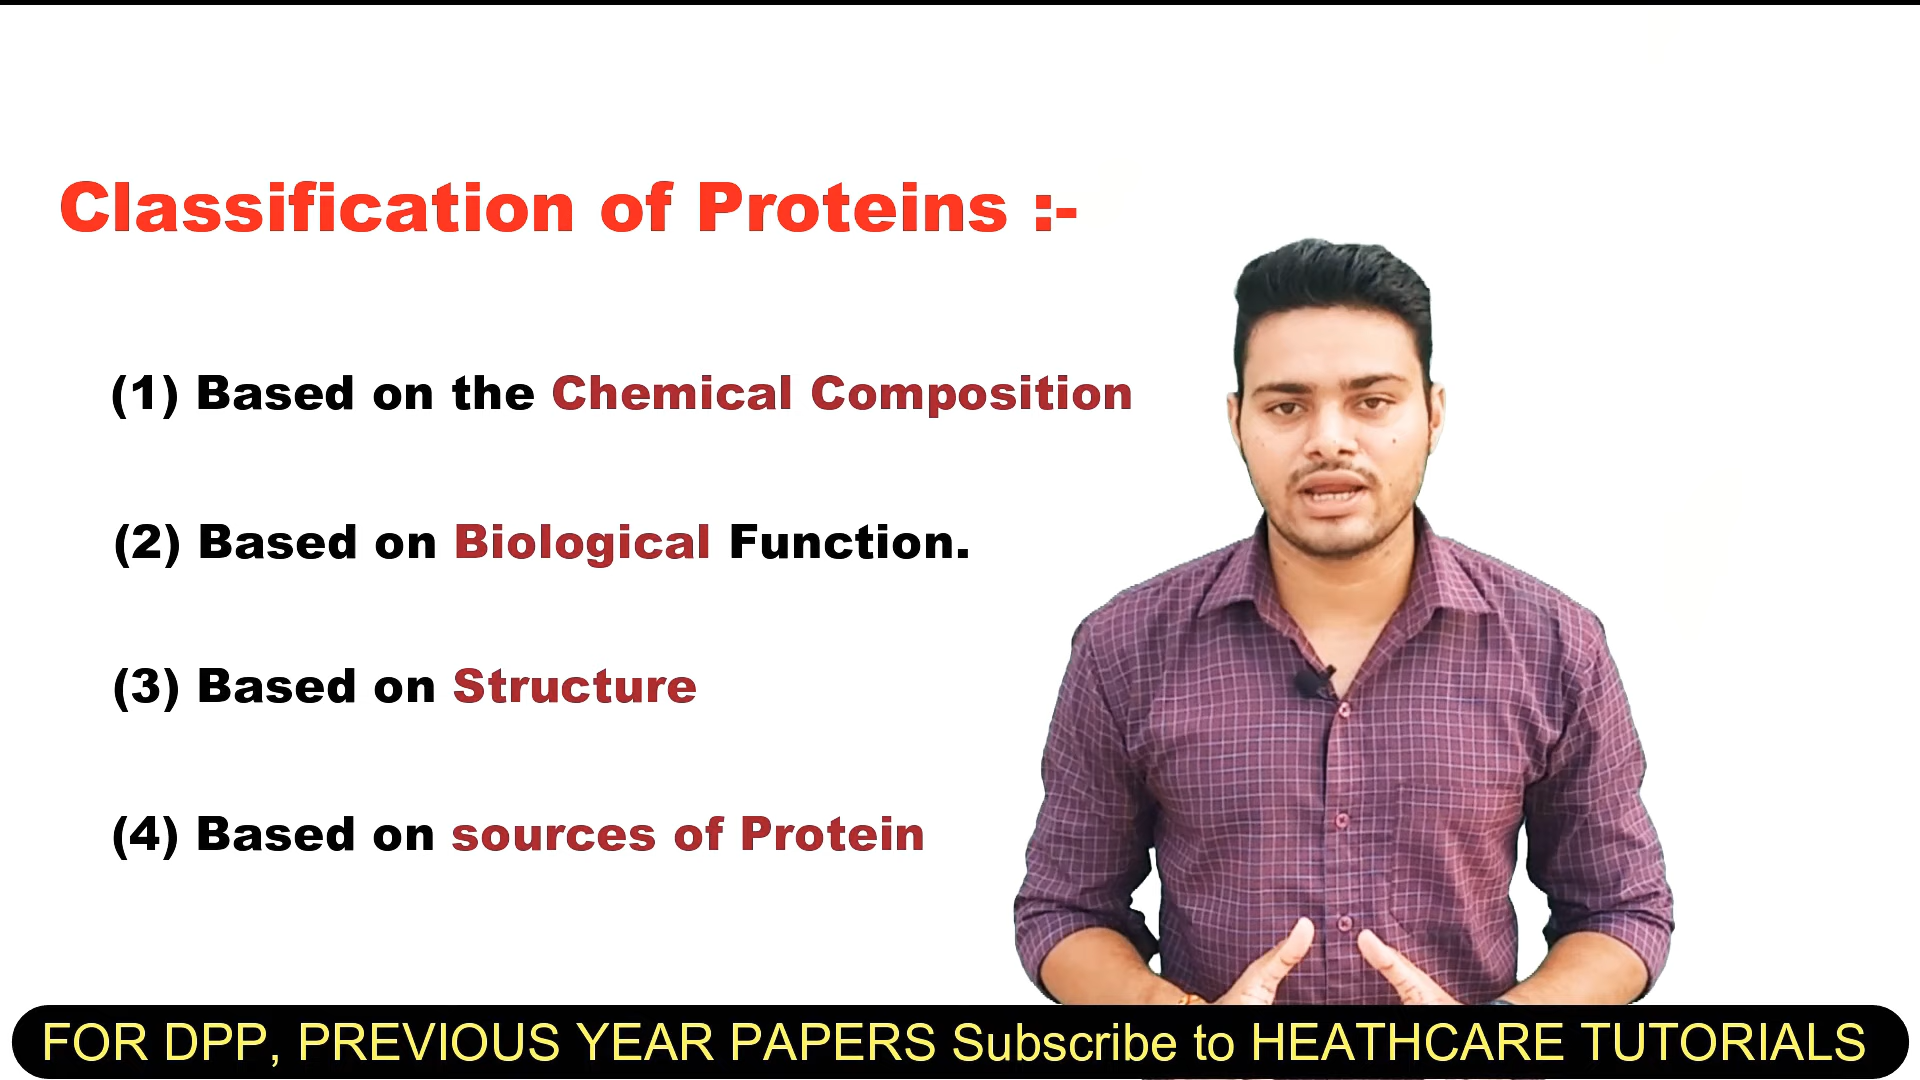 Classification of Proteins :-
(1) Based on the Chemical Composition
(2) Based on Biological Function.
(3) Based on Structure
(4) Based on sources of Protein
FOR DPP, PREVIOUS YEAR PAPERS Subscribe to HEATHCARE TUTORIALS